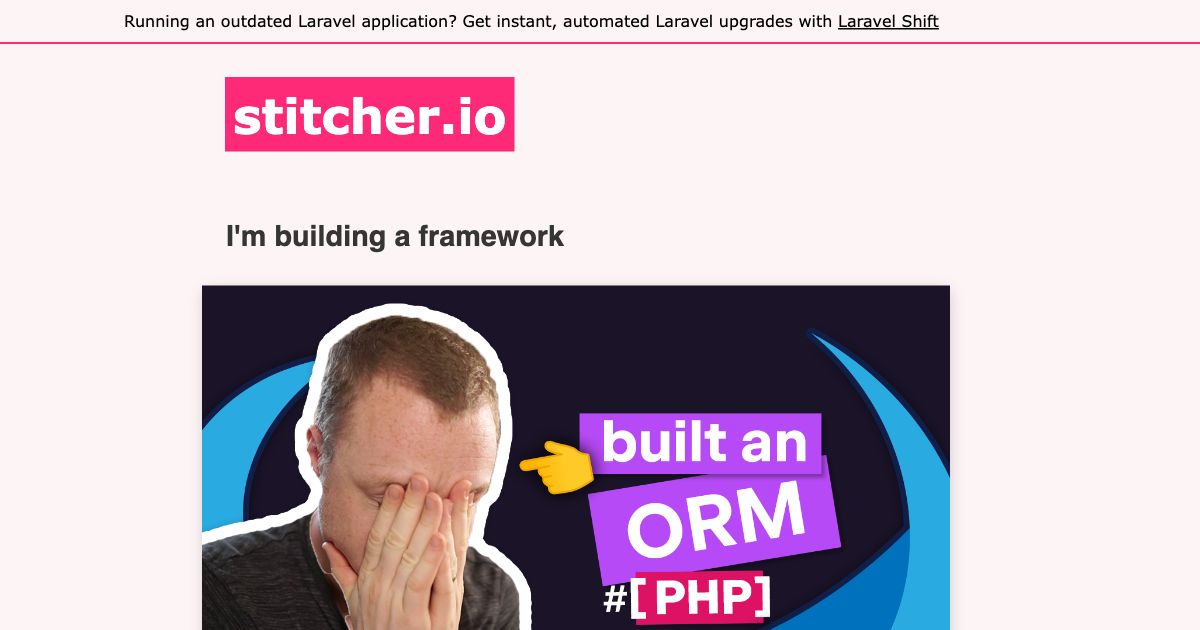 Running an outdated Laravel application? Get instant, automated Laravel upgrades with Laravel Shift
stitcher.io
I'm building a framework
built an
ORM
#[PHP]